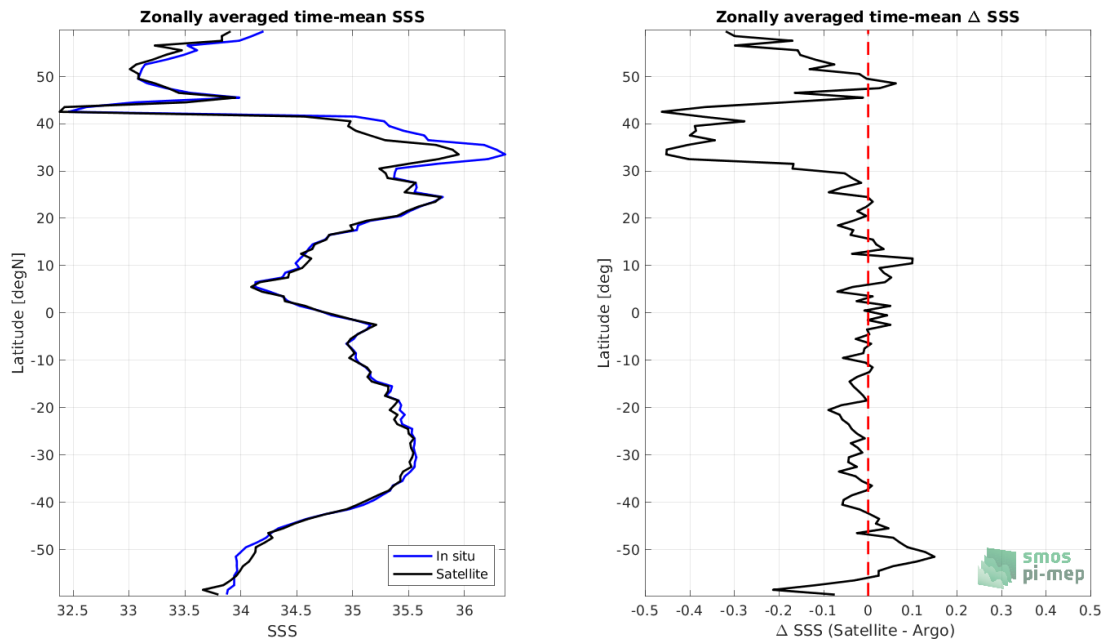 Zonally averaged time-mean SSS
Latitude [degN]
50
40
30
20
10
0
-10
-20
-30
-40
-50
32.5 33 33.5 34 34.5 35 35.5 36
SSS
In situ
Satellite
Zonally averaged time-mean Δ SSS
Latitude [deg]
50
40
30
20
10
0
-10
-20
-30
-40
-50
-0.5 -0.4 -0.3 -0.2 -0.1 0 0.1 0.2 0.3 0.4 0.5
Δ SSS (Satellite - Argo)
smos
pi-mep